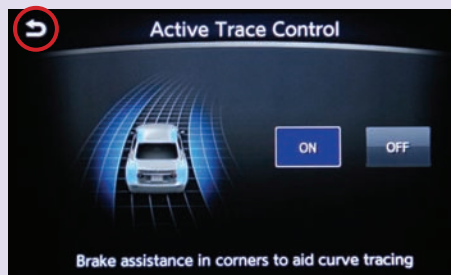 Active Trace Control
ON
OFF
Brake assistance in corners to aid curve tracing